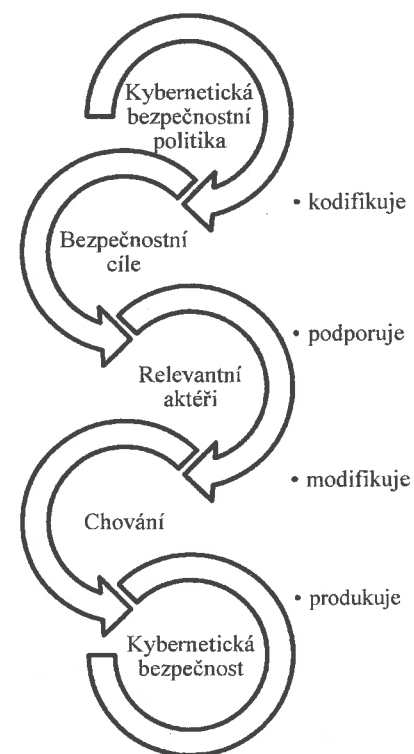 Kybernetická
bezpečnostní
politika
• kodifikuje
Bezpečnostní
cíle
• podporuje
Relevantní
aktéři
• modifikuje
Chování
• produkuje
Kybernetická
bezpečnost